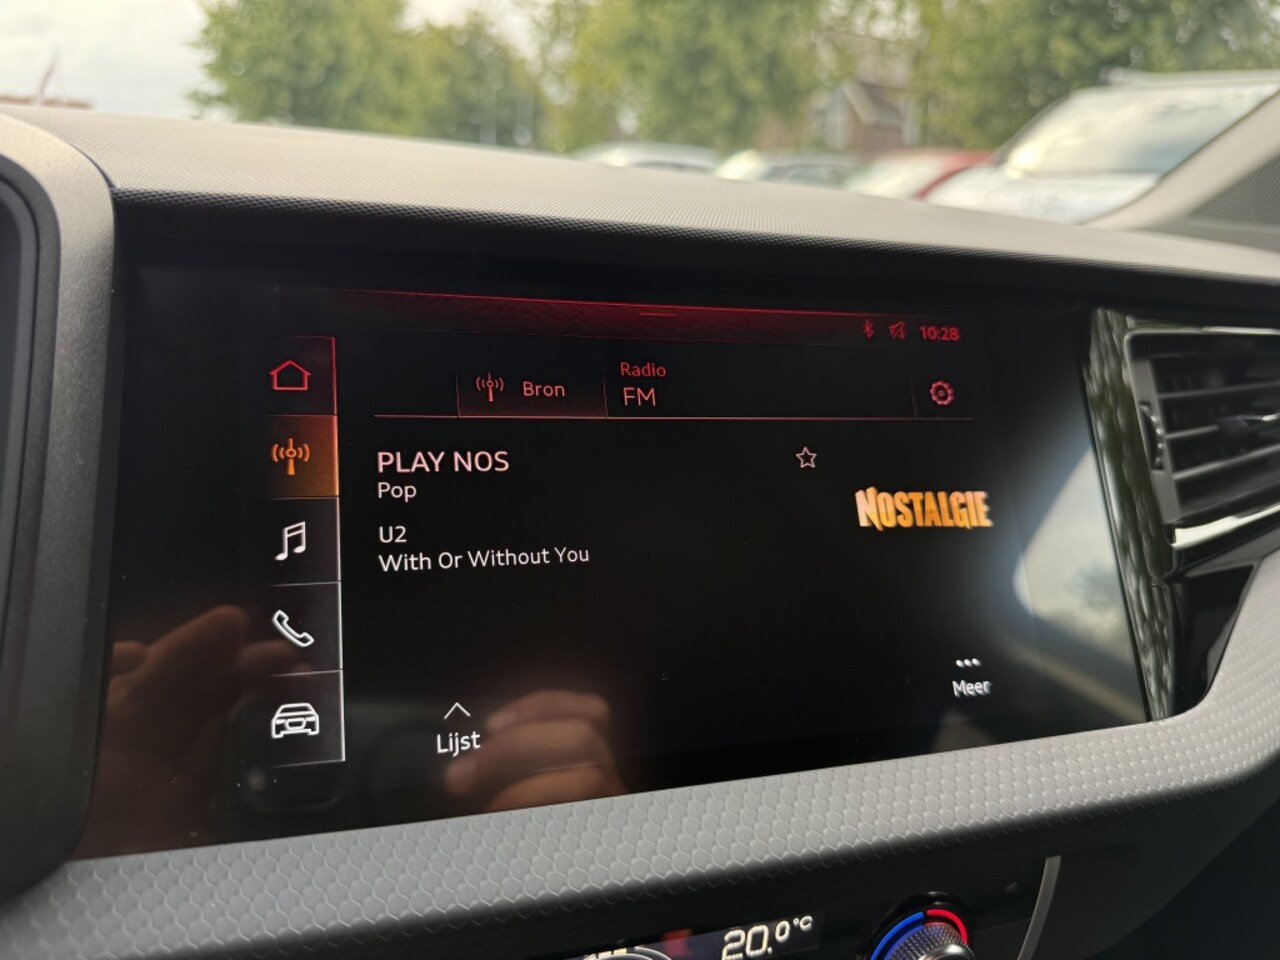 10:28
Bron
Radio
FM
PLAY NOS
Pop
NOSTALGIE
U2
With Or Without You
Meer
Lijst
20.0°C